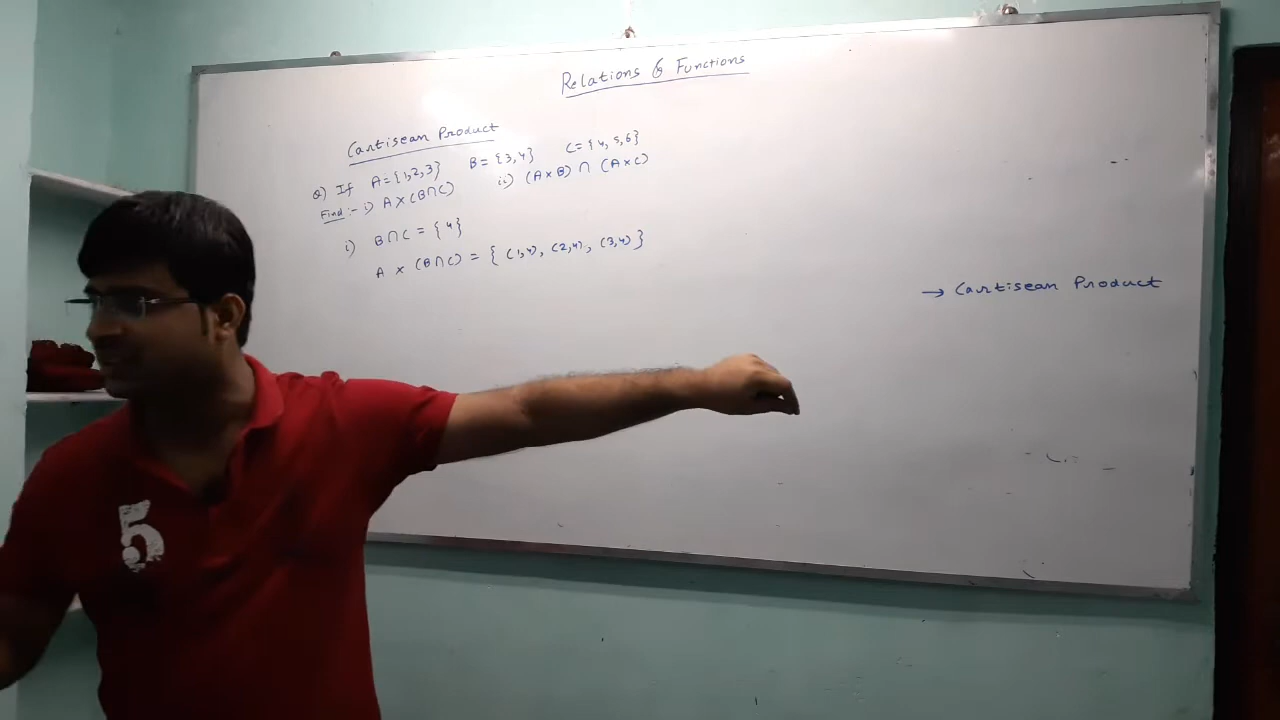 Relations & Functions
Cartisean Product
Q) If A = {1,2,3} B = {3,4} C = {4,5,6}
Find :- i) A × (B∩C) ii) (A×B) ∩ (A×C)
i) B∩C = {4}
A × (B∩C) = { (1,4), (2,4), (3,4) }
→ Cartisean Product
5